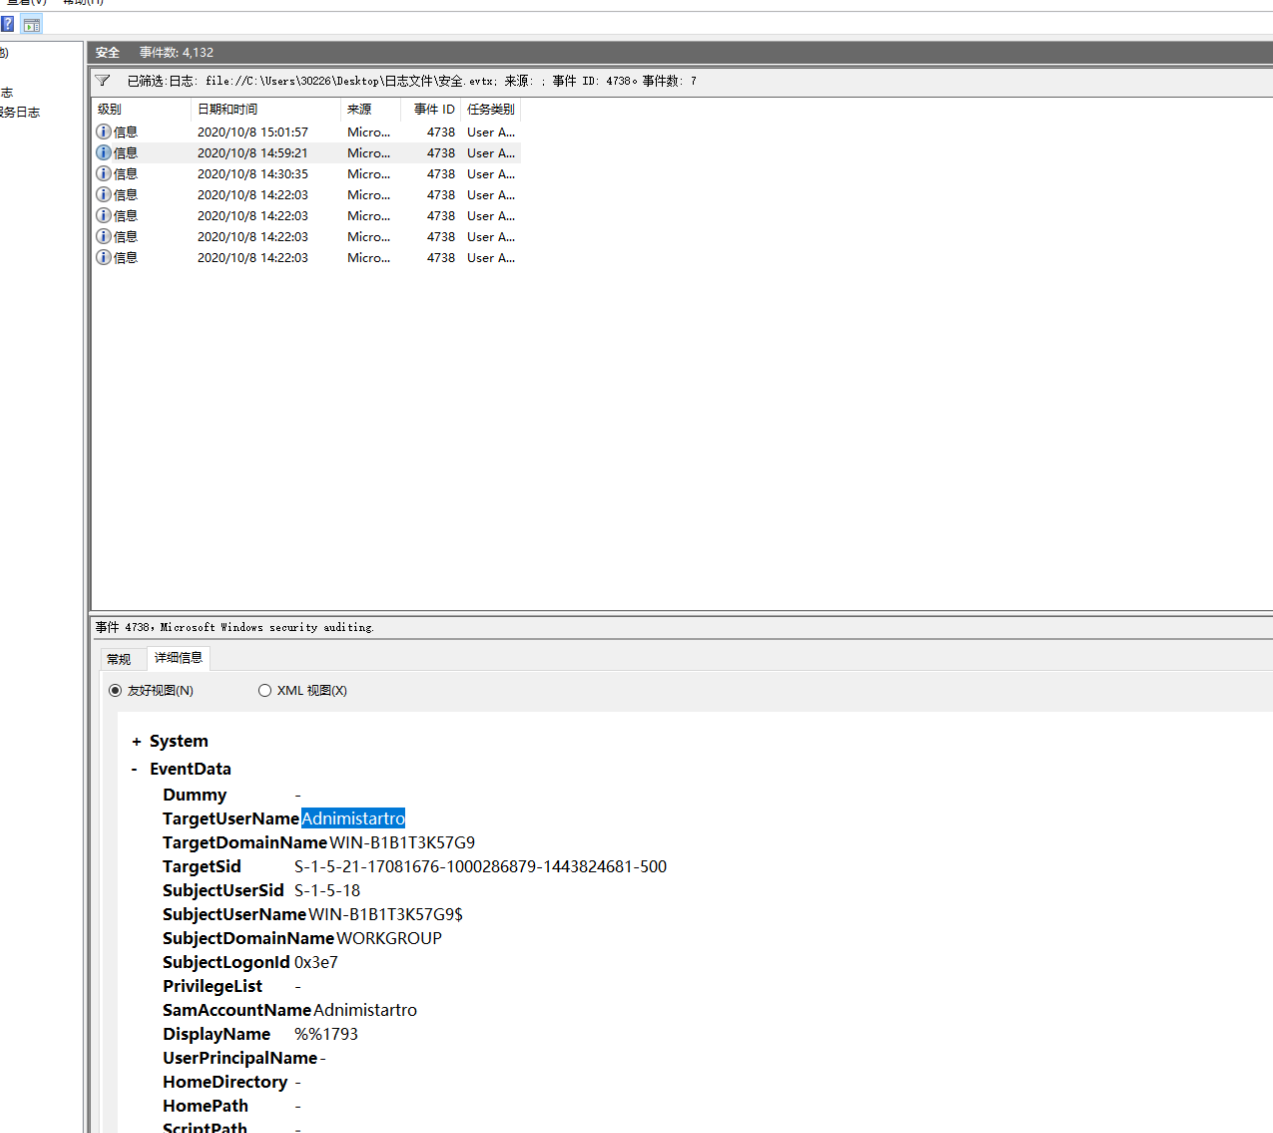 查看(V) 帮助(H)
安全 事件数: 4,132
已筛选:日志: file://C:\Users\30226\Desktop\日志文件\安全.evtx; 来源: ; 事件 ID: 4738。事件数: 7
志
服务日志
级别 日期和时间 来源 事件 ID 任务类别
信息 2020/10/8 15:01:57 Micro... 4738 User A...
信息 2020/10/8 14:59:21 Micro... 4738 User A...
信息 2020/10/8 14:30:35 Micro... 4738 User A...
信息 2020/10/8 14:22:03 Micro... 4738 User A...
信息 2020/10/8 14:22:03 Micro... 4738 User A...
信息 2020/10/8 14:22:03 Micro... 4738 User A...
信息 2020/10/8 14:22:03 Micro... 4738 User A...
事件 4738, Microsoft Windows security auditing.
常规 详细信息
友好视图(N) XML 视图(X)
+ System
- EventData
Dummy -
TargetUserName Adnimistartro
TargetDomainName WIN-B1B1T3K57G9
TargetSid S-1-5-21-17081676-1000286879-1443824681-500
SubjectUserSid S-1-5-18
SubjectUserName WIN-B1B1T3K57G9$
SubjectDomainName WORKGROUP
SubjectLogonId 0x3e7
PrivilegeList -
SamAccountName Adnimistartro
DisplayName %%1793
UserPrincipalName -
HomeDirectory -
HomePath -
ScriptPath -